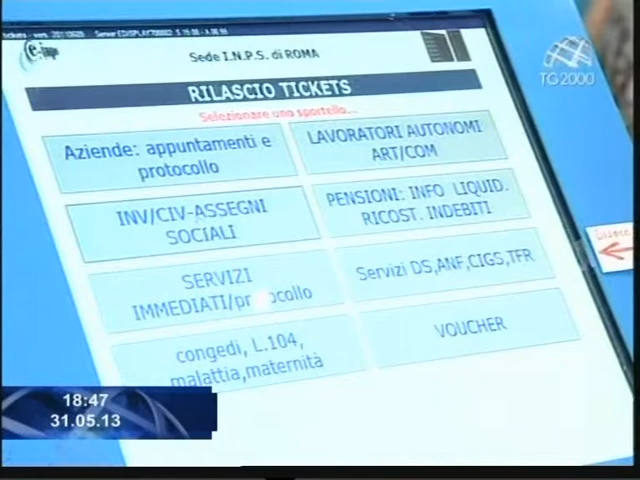 Sede I.N.P.S. di ROMA
TG2000
RILASCIO TICKETS
Selezionare uno sportello...
Aziende: appuntamenti e
protocollo
LAVORATORI AUTONOMI
ART/COM
INV/CIV-ASSEGNI
SOCIALI
PENSIONI: INFO LIQUID.
RICOST. INDEBITI
SERVIZI
IMMEDIATI/protocollo
Servizi DS,ANF,CIGS,TFR
congedi, L.104,
malattia,maternità
VOUCHER
18:47
31.05.13